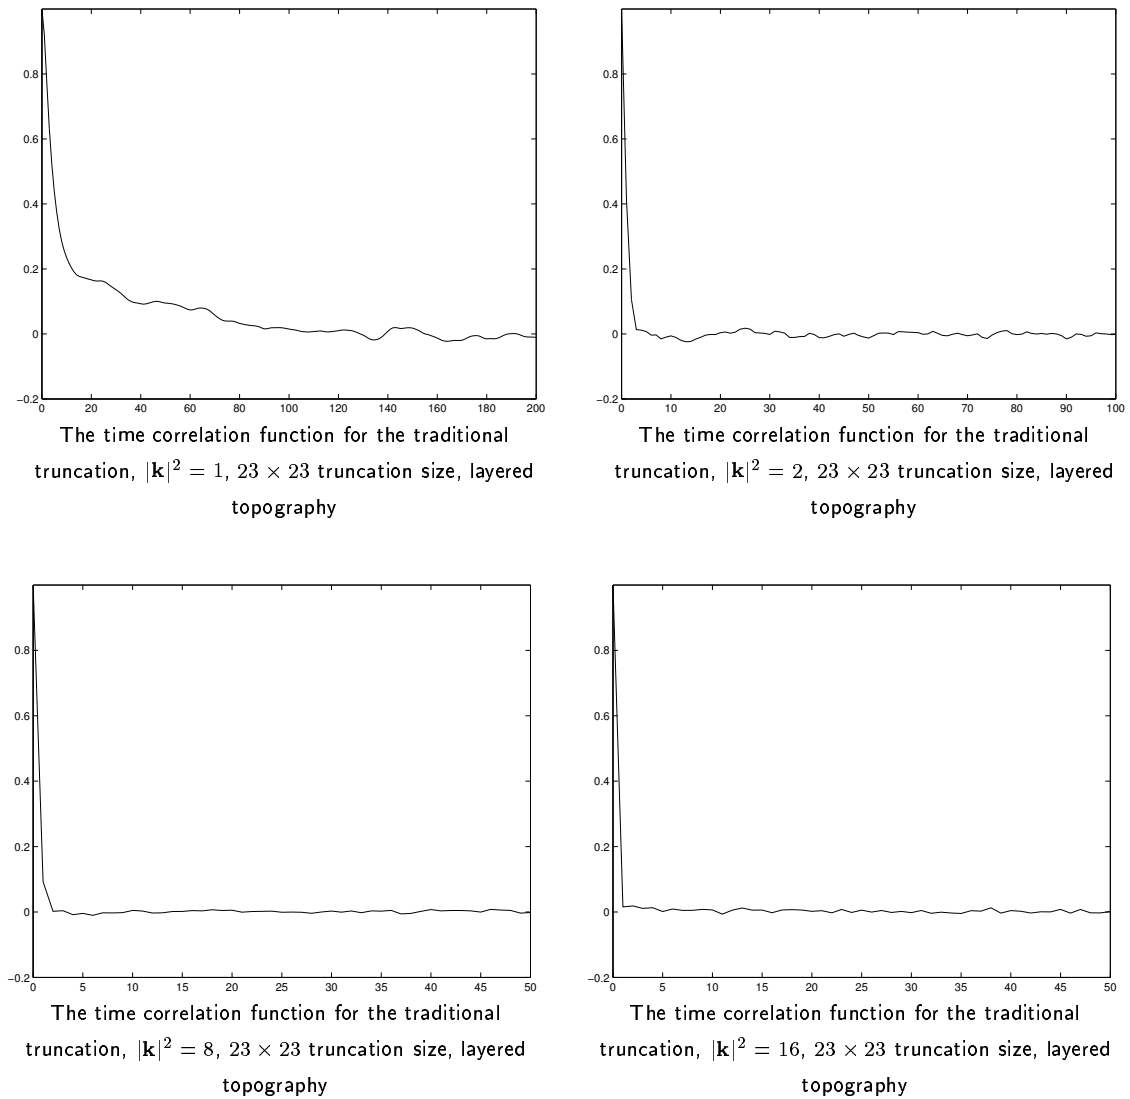 0.8
0.6
0.4
0.2
0
−0.2
0 20 40 60 80 100 120 140 160 180 200
The time correlation function for the traditional
truncation, |k|² = 1, 23 × 23 truncation size, layered
topography
0.8
0.6
0.4
0.2
0
−0.2
0 10 20 30 40 50 60 70 80 90 100
The time correlation function for the traditional
truncation, |k|² = 2, 23 × 23 truncation size, layered
topography
0.8
0.6
0.4
0.2
0
−0.2
0 5 10 15 20 25 30 35 40 45 50
The time correlation function for the traditional
truncation, |k|² = 8, 23 × 23 truncation size, layered
topography
0.8
0.6
0.4
0.2
0
−0.2
0 5 10 15 20 25 30 35 40 45 50
The time correlation function for the traditional
truncation, |k|² = 16, 23 × 23 truncation size, layered
topography